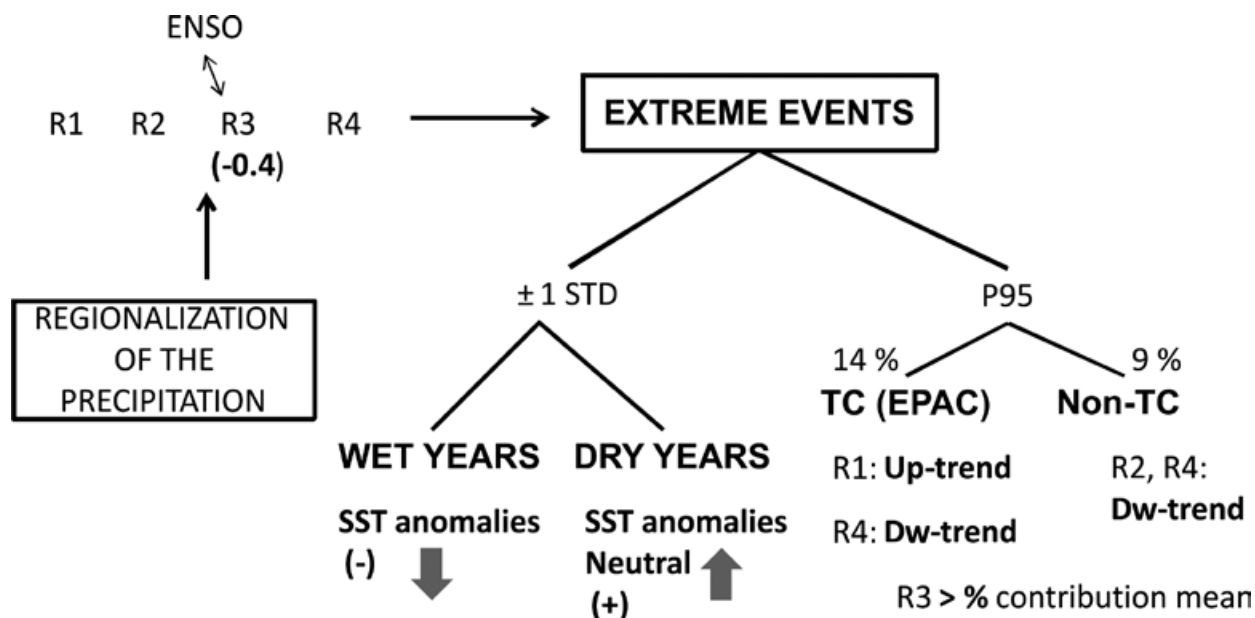 ENSO
R1 R2 R3 R4
(-0.4)
REGIONALIZATION
OF THE
PRECIPITATION
EXTREME EVENTS
± 1 STD
WET YEARS
SST anomalies
(-)
DRY YEARS
SST anomalies
Neutral
(+)
P95
14 %
TC (EPAC)
R1: Up-trend
R4: Dw-trend
9 %
Non-TC
R2, R4:
Dw-trend
R3 > % contribution mean